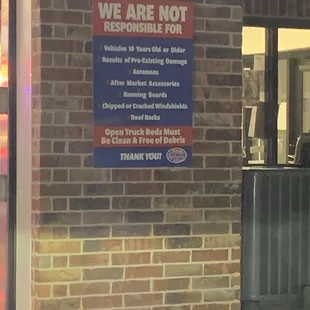 WE ARE NOT
RESPONSIBLE FOR
Vehicles 10 Years Old or Older
Results of Pre-Existing Damage
Antennas
After Market Accessories
Running Boards
Chipped or Cracked Windshields
Roof Racks
Open Truck Beds Must
Be Clean & Free of Debris
THANK YOU!